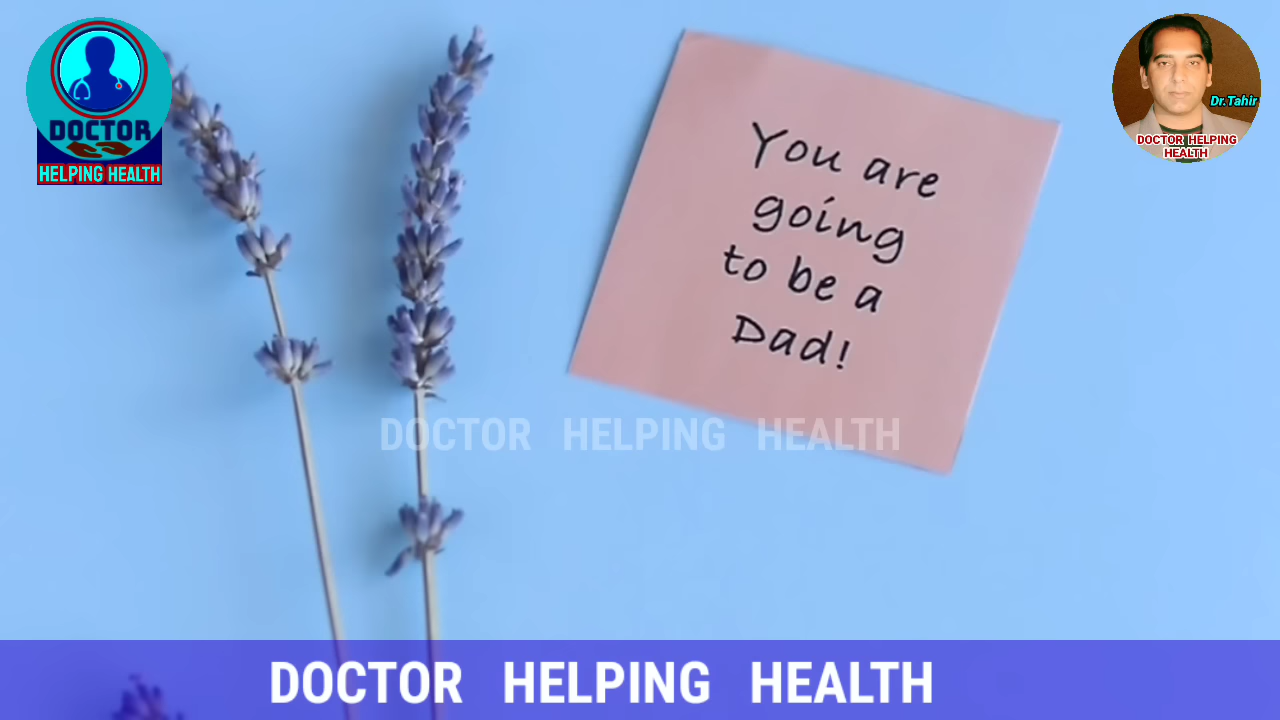 DOCTOR
HELPING HEALTH
Dr.Tahir
DOCTOR HELPING
HEALTH
You are
going
to be a
Dad!
DOCTOR HELPING HEALTH
DOCTOR HELPING HEALTH